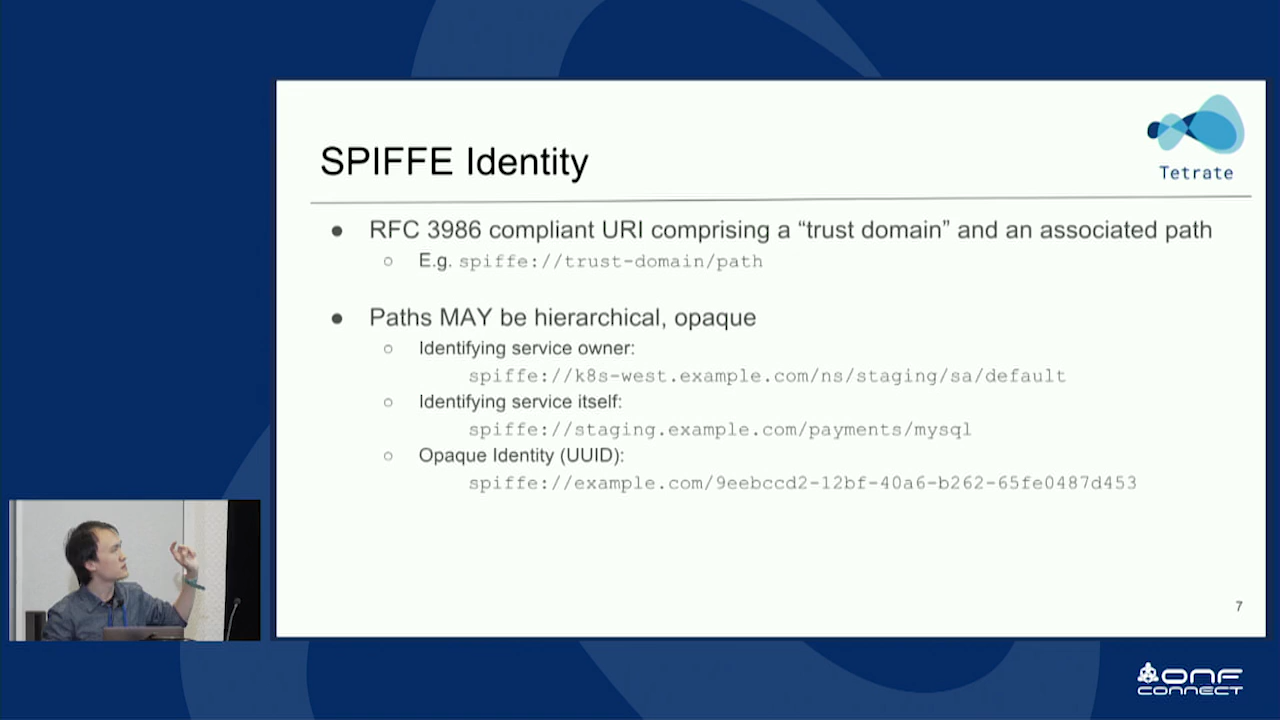 Tetrate
SPIFFE Identity
● RFC 3986 compliant URI comprising a “trust domain” and an associated path
○ E.g. spiffe://trust-domain/path
● Paths MAY be hierarchical, opaque
○ Identifying service owner:
spiffe://k8s-west.example.com/ns/staging/sa/default
○ Identifying service itself:
spiffe://staging.example.com/payments/mysql
○ Opaque Identity (UUID):
spiffe://example.com/9eebccd2-12bf-40a6-b262-65fe0487d453
7
ONF
CONNECT